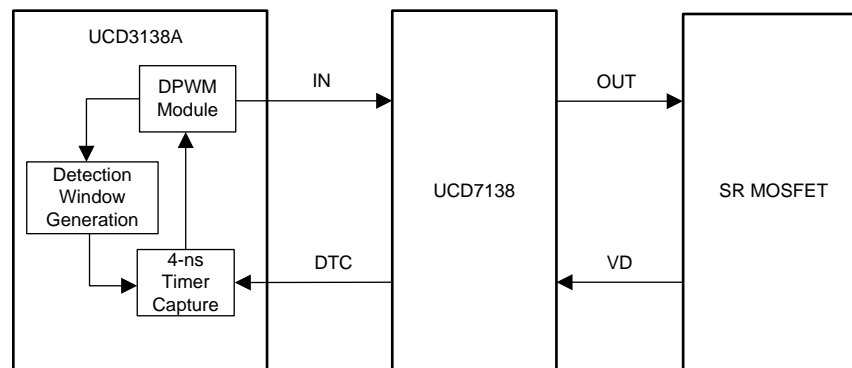 UCD3138A
DPWM
Module
IN
OUT
Detection
Window
Generation
UCD7138
SR MOSFET
4-ns
Timer
Capture
DTC
VD